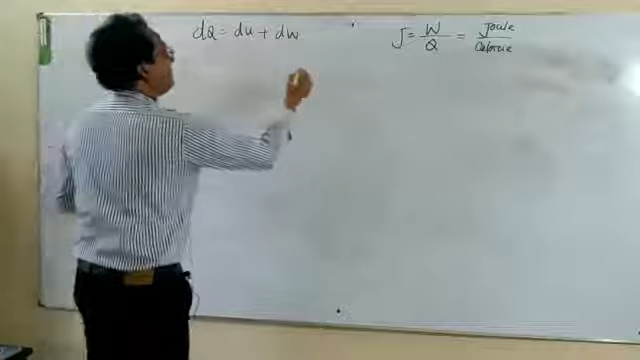 dQ = du + dw
J = W/Q = Joule/Calorie